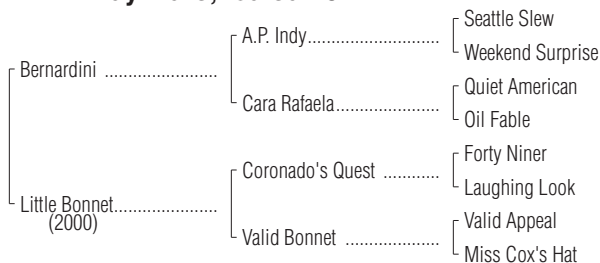 A.P. Indy
Seattle Slew
Weekend Surprise
Bernardini
Cara Rafaela
Quiet American
Oil Fable
Little Bonnet
(2000)
Coronado's Quest
Forty Niner
Laughing Look
Valid Bonnet
Valid Appeal
Miss Cox's Hat